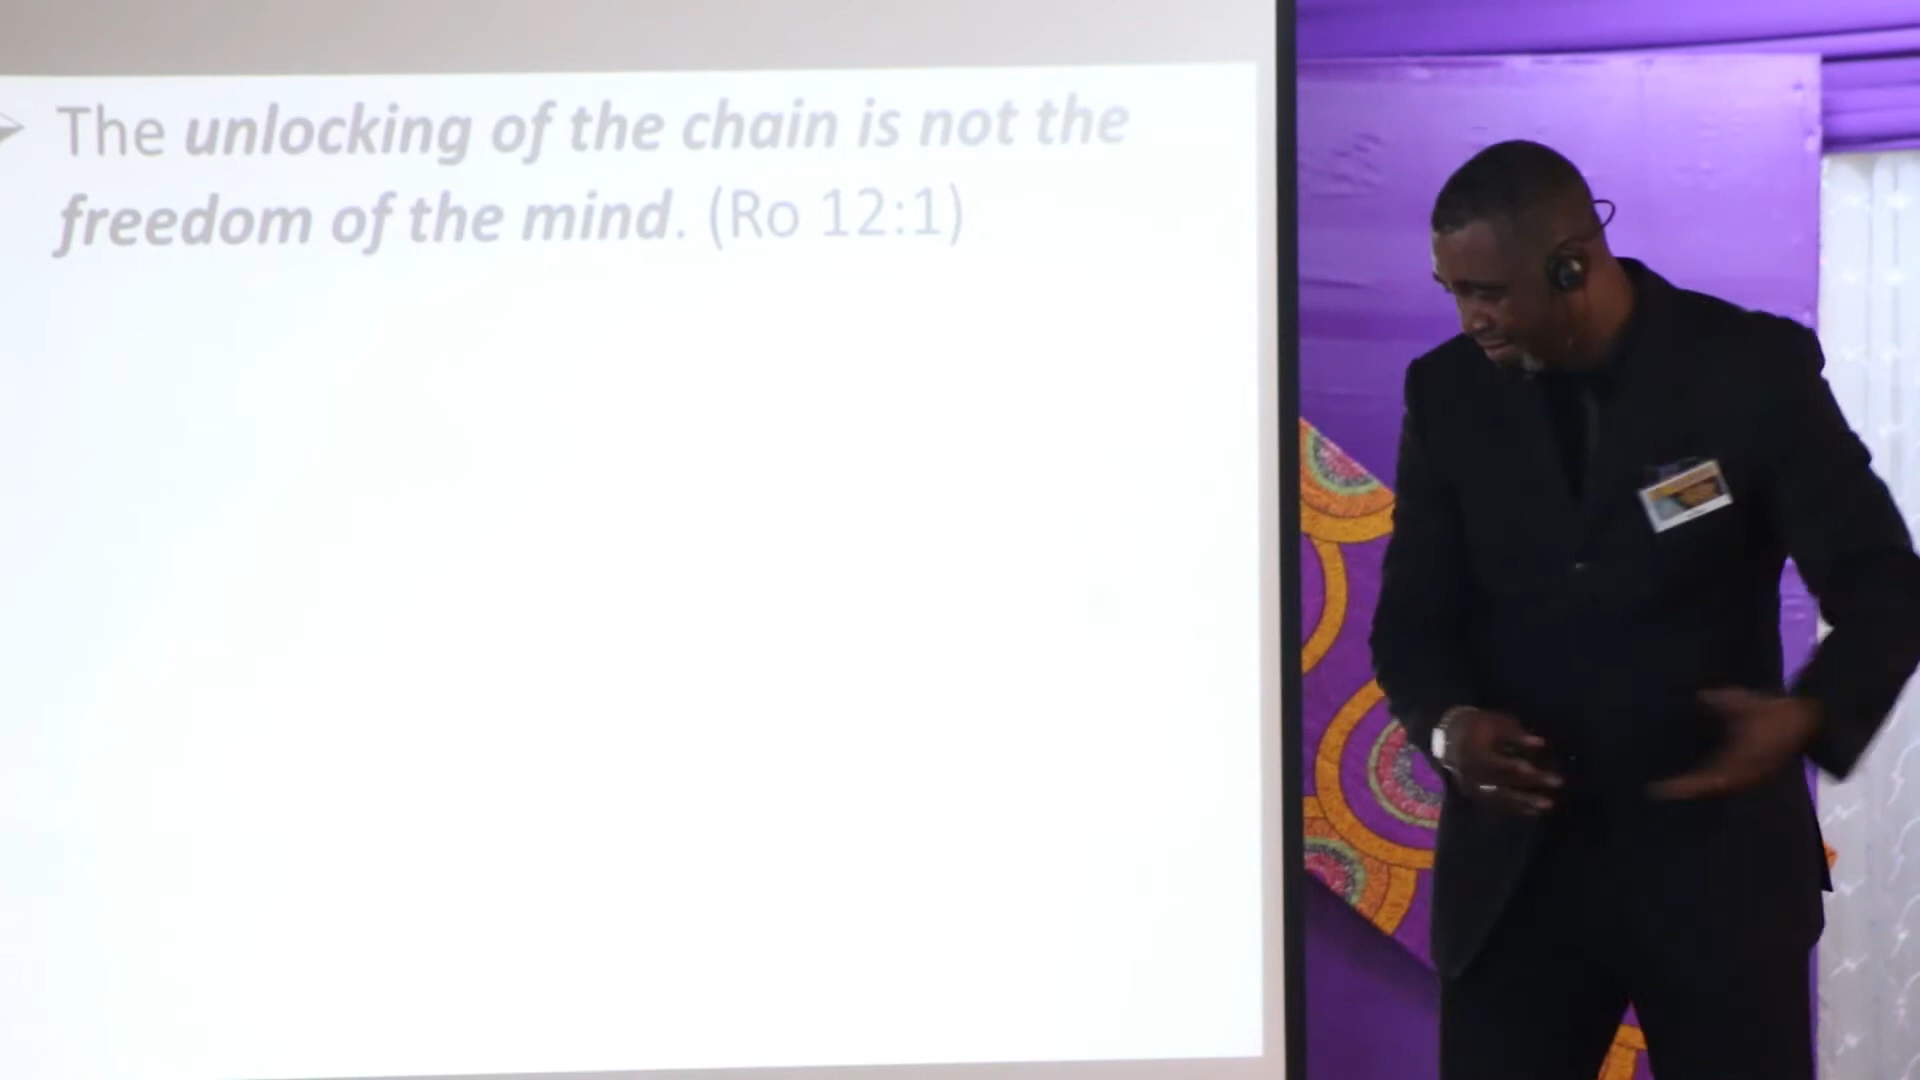 The unlocking of the chain is not the
freedom of the mind. (Ro 12:1)